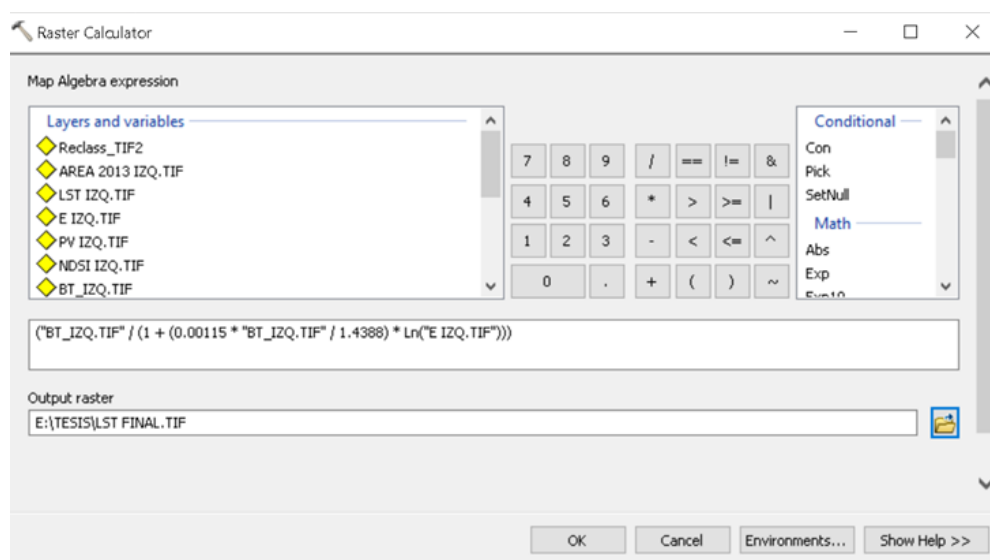 Raster Calculator
Map Algebra expression
Layers and variables
Reclass_TIF2
AREA 2013 IZQ.TIF
LST IZQ.TIF
E IZQ.TIF
PV IZQ.TIF
NDSI IZQ.TIF
BT_IZQ.TIF
7 8 9 / == != &
4 5 6 * > >= |
1 2 3 - < <= ^
0 . + ( ) ~
Conditional
Con
Pick
SetNull
Math
Abs
Exp
Exp10
("BT_IZQ.TIF" / (1 + (0.00115 * "BT_IZQ.TIF" / 1.4388) * Ln("E IZQ.TIF")))
Output raster
E:\TESIS\LST FINAL.TIF
OK Cancel Environments... Show Help >>